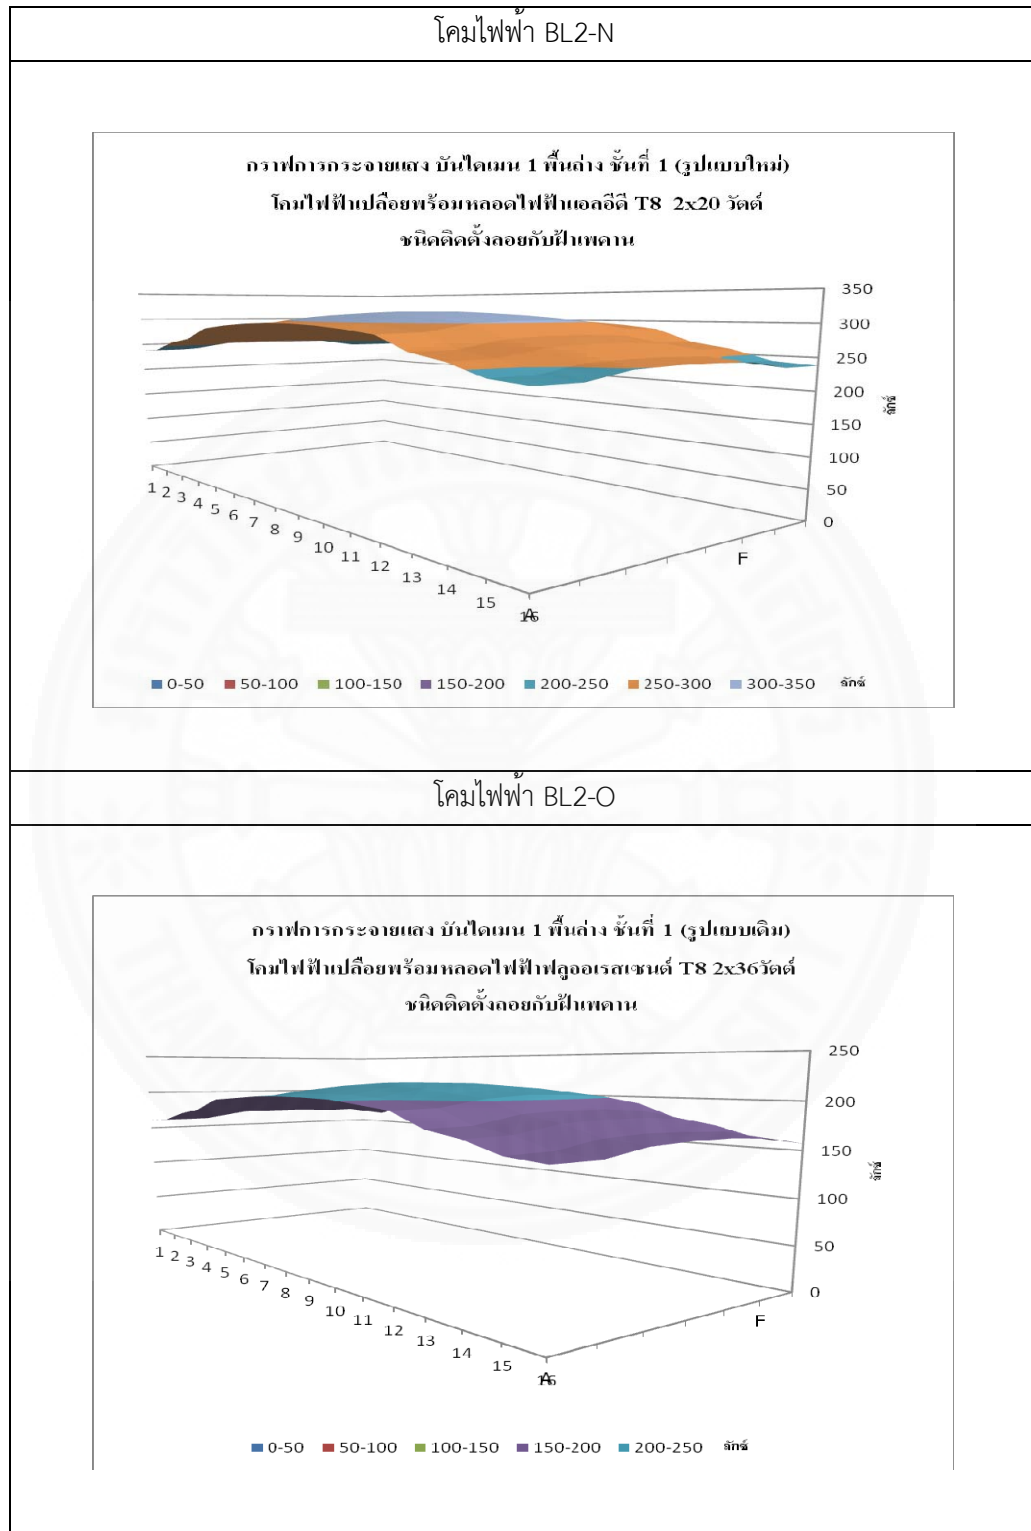 โคมไฟฟ้า BL2-N
กราฟการกระจายแสง บันไดเมน 1 พื้นล่าง ชั้นที่ 1 (รูปแบบใหม่)
โคมไฟฟ้าเปลือยพร้อมหลอดไฟฟ้าแอลอีดี T8 2x20 วัตต์
ชนิดติดตั้งลอยกับฝ้าเพดาน
350
300
250
200
150
100
50
0
ลักซ์
1 2 3 4 5 6 7 8 9 10 11 12 13 14 15 16
A
F
0-50 50-100 100-150 150-200 200-250 250-300 300-350 ลักซ์
โคมไฟฟ้า BL2-O
กราฟการกระจายแสง บันไดเมน 1 พื้นล่าง ชั้นที่ 1 (รูปแบบเดิม)
โคมไฟฟ้าเปลือยพร้อมหลอดไฟฟ้าฟลูออเรสเซนต์ T8 2x36วัตต์
ชนิดติดตั้งลอยกับฝ้าเพดาน
250
200
150
100
50
0
ลักซ์
1 2 3 4 5 6 7 8 9 10 11 12 13 14 15 16
A
F
0-50 50-100 100-150 150-200 200-250 ลักซ์